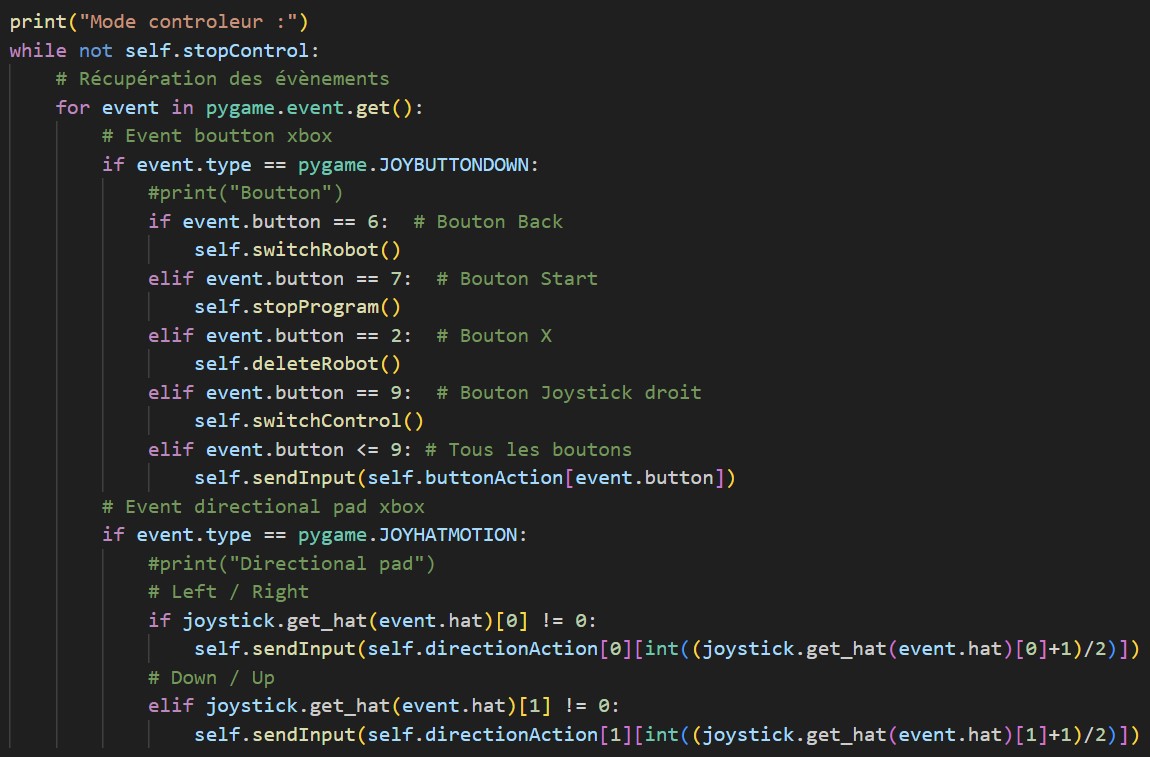 print("Mode controleur :")
while not self.stopControl:
    # Récupération des évènements
    for event in pygame.event.get():
        # Event boutton xbox
        if event.type == pygame.JOYBUTTONDOWN:
            #print("Boutton")
            if event.button == 6:  # Bouton Back
                self.switchRobot()
            elif event.button == 7:  # Bouton Start
                self.stopProgram()
            elif event.button == 2:  # Bouton X
                self.deleteRobot()
            elif event.button == 9:  # Bouton Joystick droit
                self.switchControl()
            elif event.button <= 9: # Tous les boutons
                self.sendInput(self.buttonAction[event.button])
        # Event directional pad xbox
        if event.type == pygame.JOYHATMOTION:
            #print("Directional pad")
            # Left / Right
            if joystick.get_hat(event.hat)[0] != 0:
                self.sendInput(self.directionAction[0][int((joystick.get_hat(event.hat)[0]+1)/2)])
            # Down / Up
            elif joystick.get_hat(event.hat)[1] != 0:
                self.sendInput(self.directionAction[1][int((joystick.get_hat(event.hat)[1]+1)/2)])